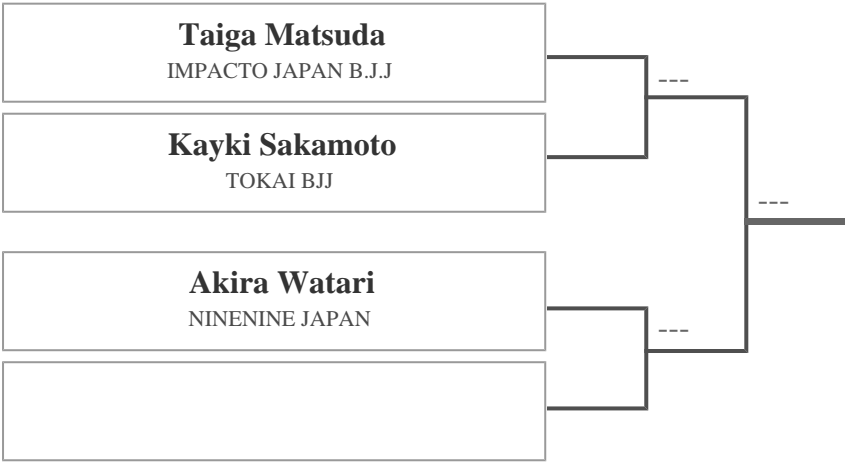 Taiga Matsuda
IMPACTO JAPAN B.J.J
---
Kayki Sakamoto
TOKAI BJJ
---
Akira Watari
NINENINE JAPAN
---